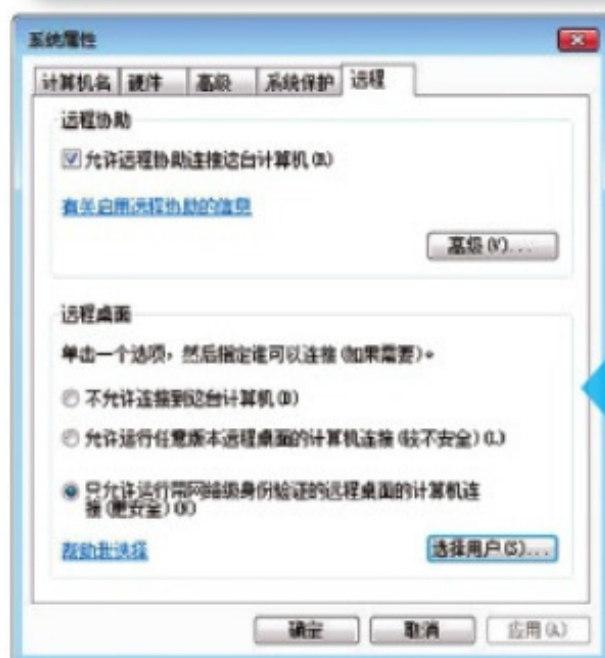 系统属性
计算机名 硬件 高级 系统保护 远程
远程协助
允许远程协助连接这台计算机(R)
有关启用远程协助的信息
高级(V)...
远程桌面
单击一个选项，然后指定谁可以连接(如果需要)。
不允许连接到这台计算机(D)
允许运行任意版本远程桌面的计算机连接(较不安全)(L)
只允许运行带网络级身份验证的远程桌面的计算机连
接(更安全)(N)
帮助我选择
选择用户(S)...
确定 取消 应用(A)